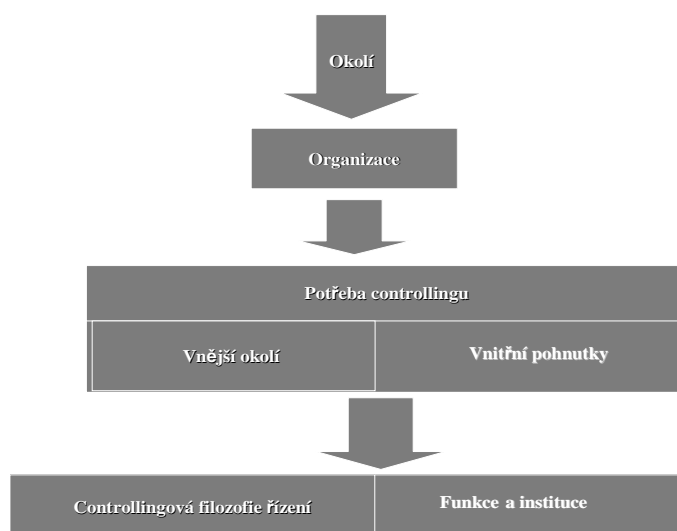 Okolí
Organizace
Potřeba controllingu
Vnější okolí
Vnitřní pohnutky
Controllingová filozofie řízení
Funkce a instituce